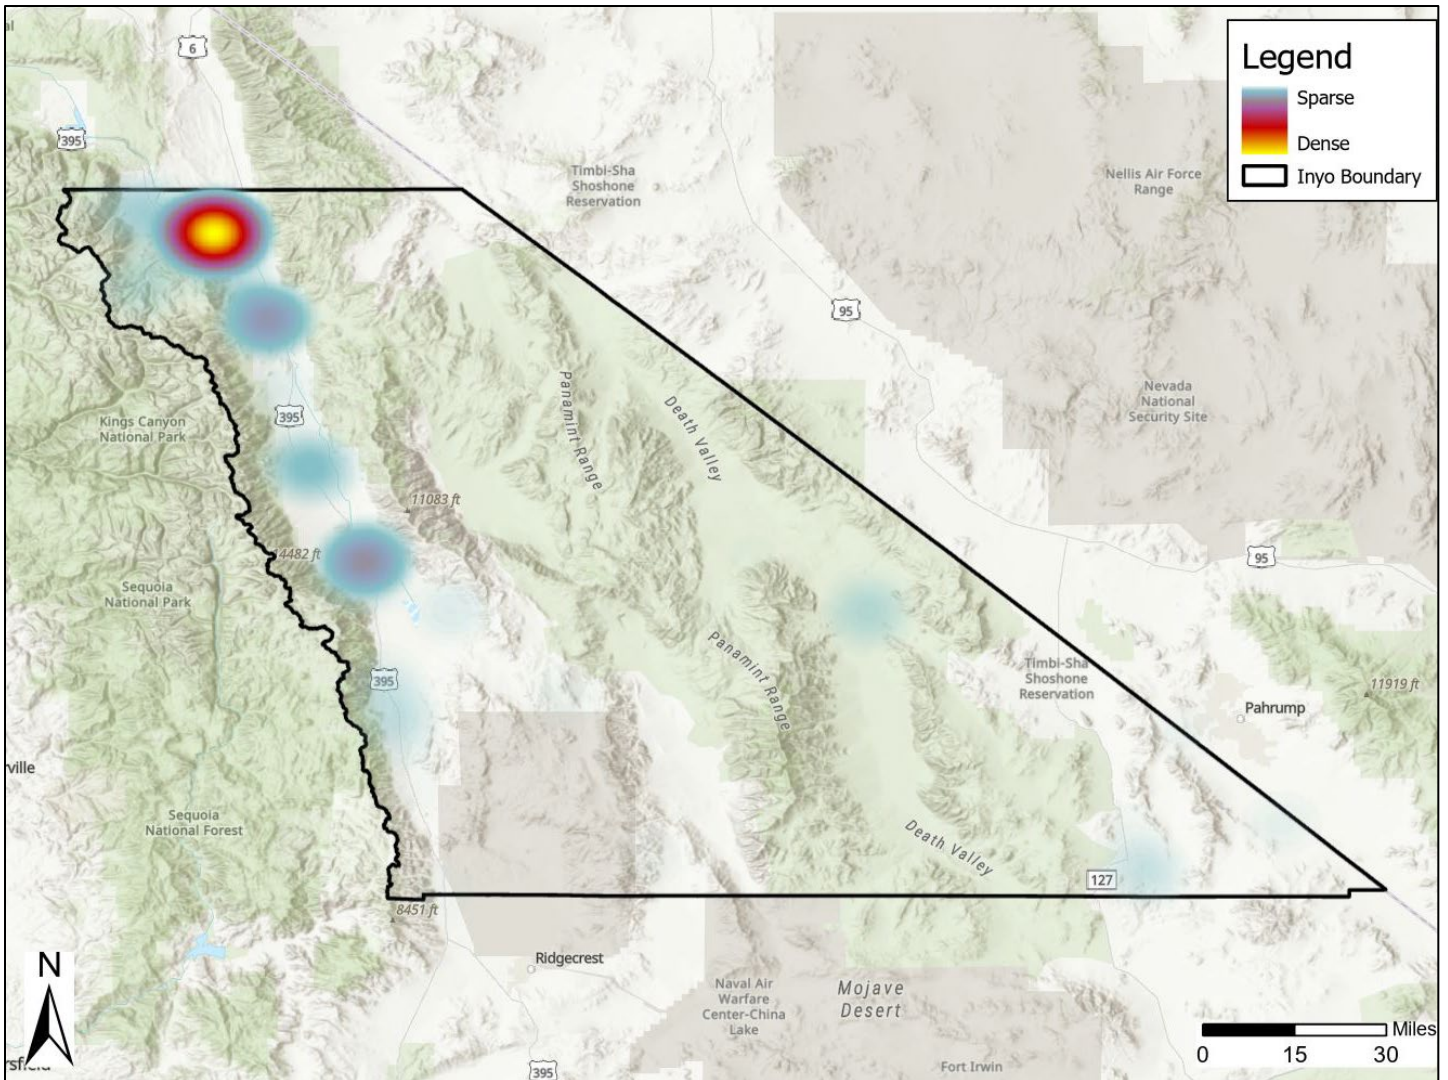 al
6
395
Legend
Sparse
Dense
Inyo Boundary
Timbi-Sha
Shoshone
Reservation
Nellis Air Force
Range
95
Panamint Range
Death Valley
Nevada
National
Security Site
Kings Canyon
National Park
395
11083 ft
14482 ft
95
Sequoia
National Park
Panamint Range
395
Timbi-Sha
Shoshone
Reservation
11919 ft
Pahrump
rville
Sequoia
National Forest
Death Valley
127
8451 ft
N
Ridgecrest
Naval Air
Warfare
Center-China
Lake
Mojave
Desert
Miles
0
15
30
rsfield
395
Fort Irwin